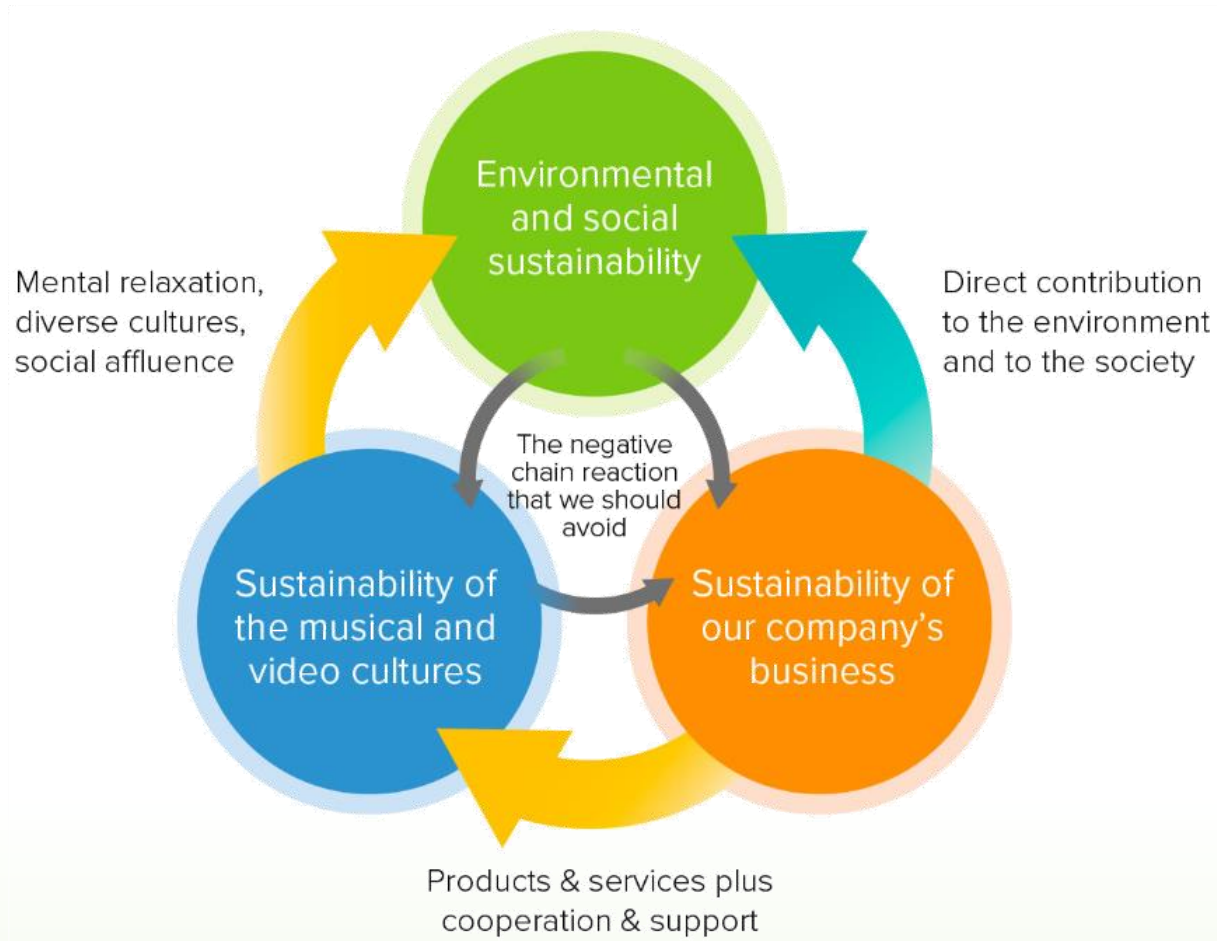 Environmental
and social
sustainability
Mental relaxation,
diverse cultures,
social affluence
Direct contribution
to the environment
and to the society
The negative
chain reaction
that we should
avoid
Sustainability of
the musical and
video cultures
Sustainability of
our company’s
business
Products & services plus
cooperation & support